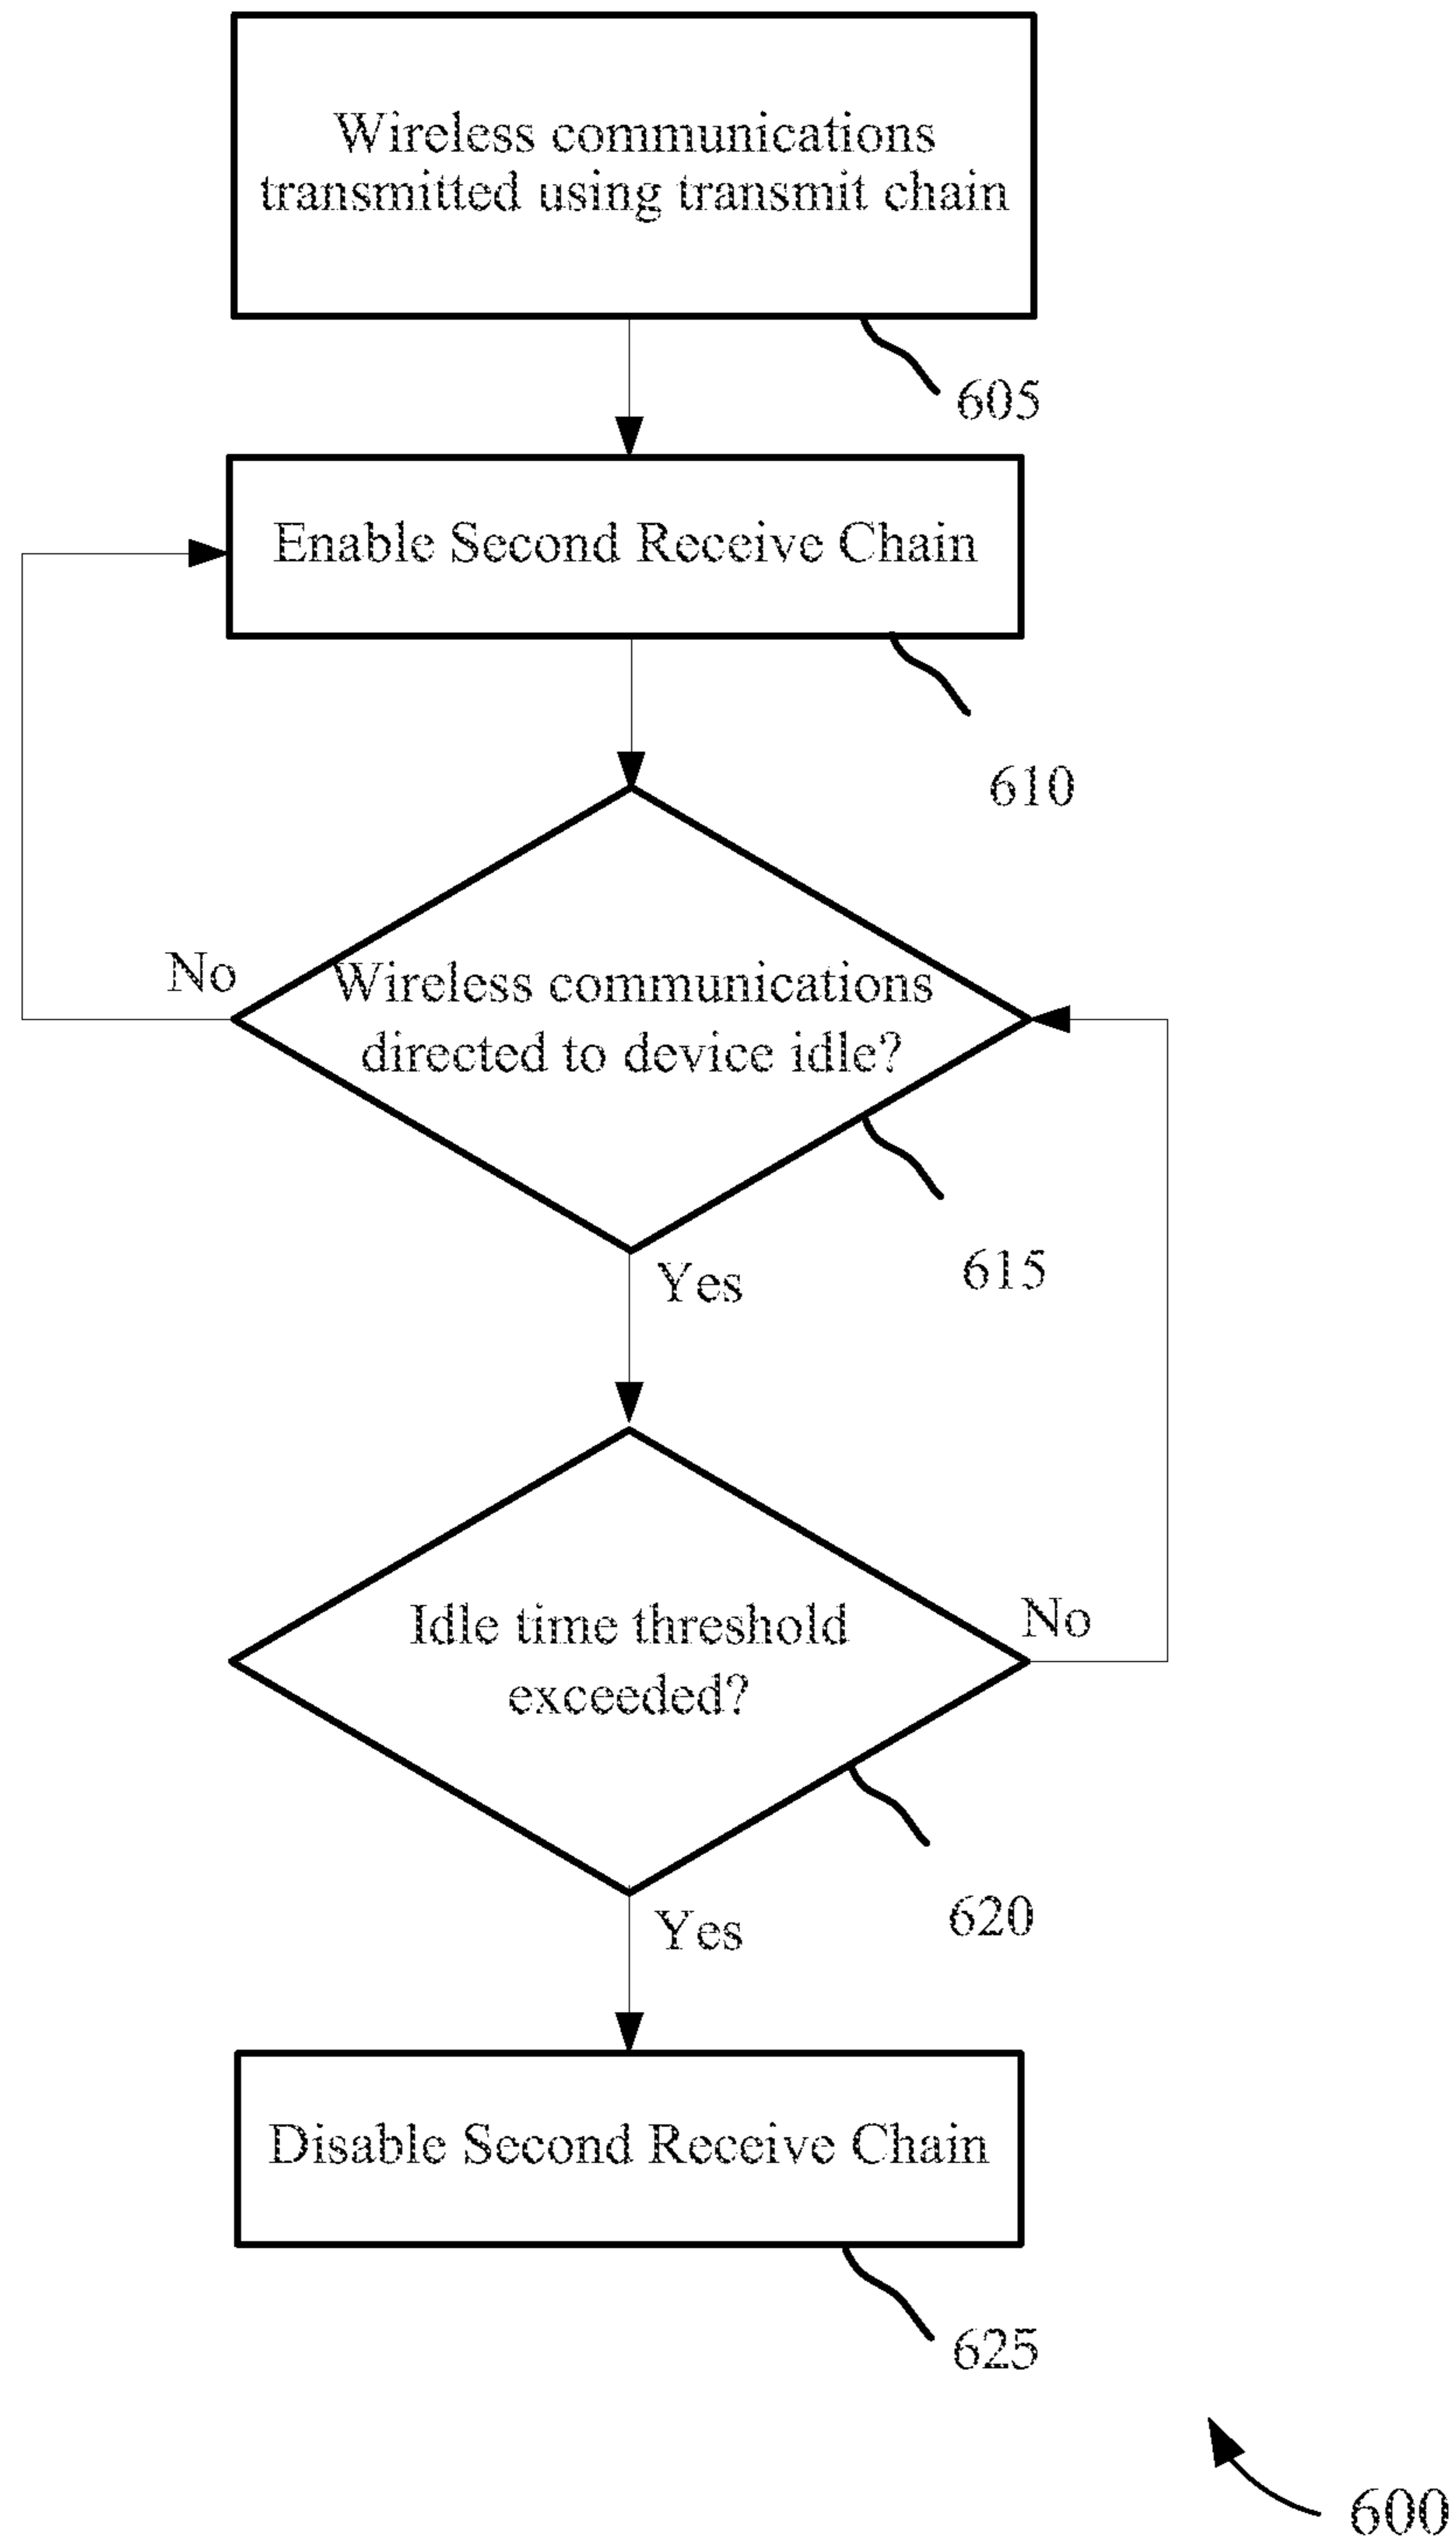 Wireless communications
transmitted using transmit chain
605
Enable Second Receive Chain
610
No
Wireless communications
directed to device idle?
615
Yes
Idle time threshold
exceeded?
No
620
Yes
Disable Second Receive Chain
625
600